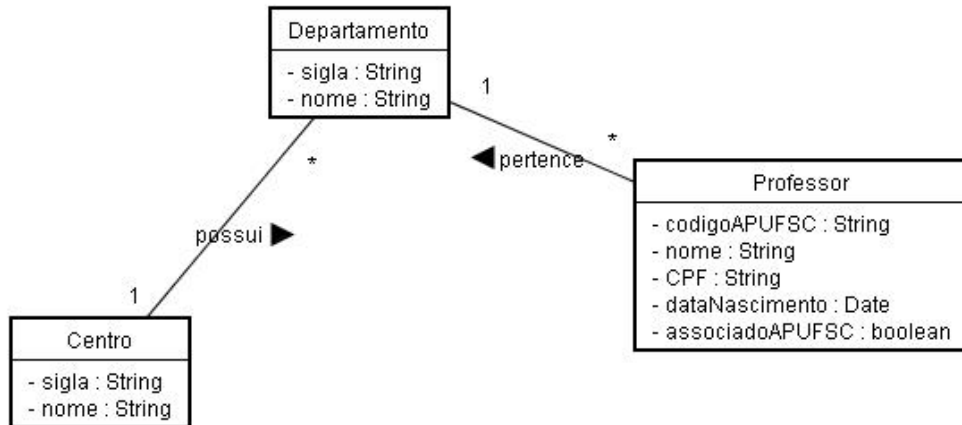 Departamento
- sigla : String
- nome : String
1
*
*
◀ pertence
possui ▶
1
Professor
- codigoAPUFSC : String
- nome : String
- CPF : String
- dataNascimento : Date
- associadoAPUFSC : boolean
Centro
- sigla : String
- nome : String